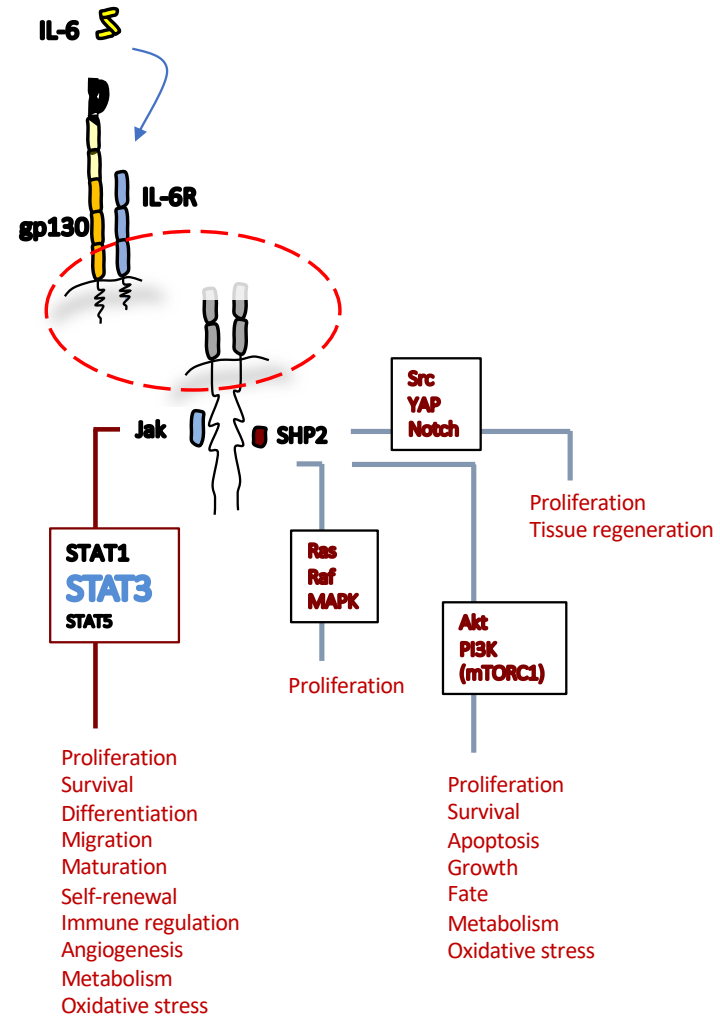 IL-6
IL-6R
gp130
Jak
SHP2
Src
YAP
Notch
Proliferation
Tissue regeneration
STAT1
STAT3
STAT5
Ras
Raf
MAPK
Proliferation
Akt
PI3K
(mTORC1)
Proliferation
Survival
Differentiation
Migration
Maturation
Self-renewal
Immune regulation
Angiogenesis
Metabolism
Oxidative stress
Proliferation
Survival
Apoptosis
Growth
Fate
Metabolism
Oxidative stress